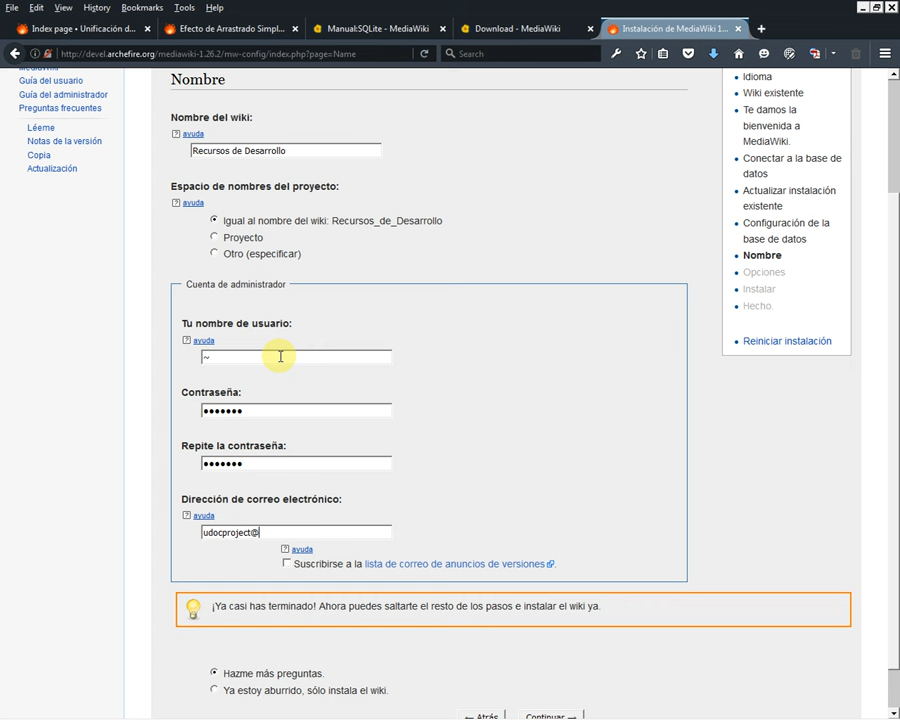 File Edit View History Bookmarks Tools Help
Index page • Unificación d... Efecto de Arrastrado Simpl... Manual:SQLite - MediaWiki Download - MediaWiki Instalación de MediaWiki 1...
http://devel.archefire.org/mediawiki-1.26.2/mw-config/index.php?page=Name Search
MediaWiki
Guía del usuario
Guía del administrador
Preguntas frecuentes
Léeme
Notas de la versión
Copia
Actualización
Nombre
Nombre del wiki:
? ayuda
Recursos de Desarrollo
Espacio de nombres del proyecto:
? ayuda
Igual al nombre del wiki: Recursos_de_Desarrollo
Proyecto
Otro (especificar)
Cuenta de administrador
Tu nombre de usuario:
? ayuda
~
Contraseña:
•••••••
Repite la contraseña:
•••••••
Dirección de correo electrónico:
? ayuda
udocproject@
? ayuda
Suscribirse a la lista de correo de anuncios de versiones.
¡Ya casi has terminado! Ahora puedes saltarte el resto de los pasos e instalar el wiki ya.
Hazme más preguntas.
Ya estoy aburrido, sólo instala el wiki.
← Atrás Continuar →
Idioma
Wiki existente
Te damos la
bienvenida a
MediaWiki.
Conectar a la base de
datos
Actualizar instalación
existente
Configuración de la
base de datos
Nombre
Opciones
Instalar
Hecho.
Reiniciar instalación